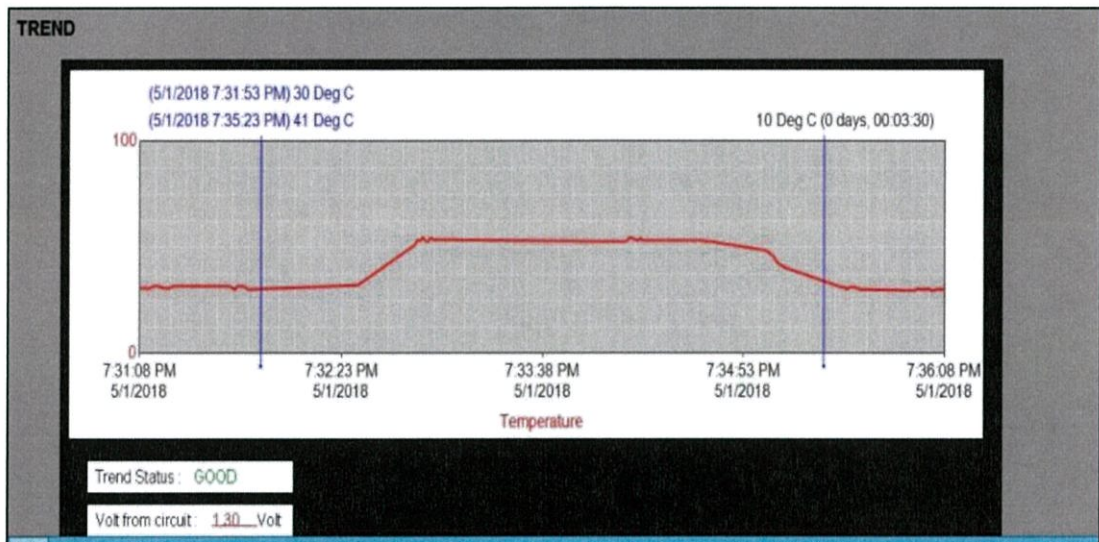 TREND
(5/1/2018 7:31:53 PM) 30 Deg C
(5/1/2018 7:35:23 PM) 41 Deg C
10 Deg C (0 days, 00:03:30)
100
0
7:31:08 PM 7:32:23 PM 7:33:38 PM 7:34:53 PM 7:36:08 PM
5/1/2018 5/1/2018 5/1/2018 5/1/2018 5/1/2018
Temperature
Trend Status : GOOD
Volt from circuit : 1.30 Volt